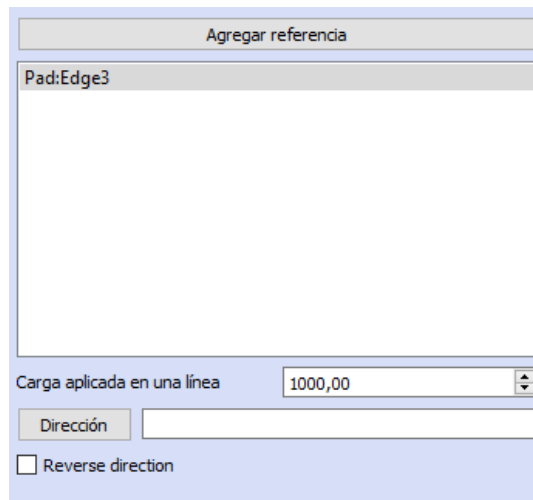 Agregar referencia
Pad:Edge3
Carga aplicada en una línea 1000,00
Dirección
Reverse direction